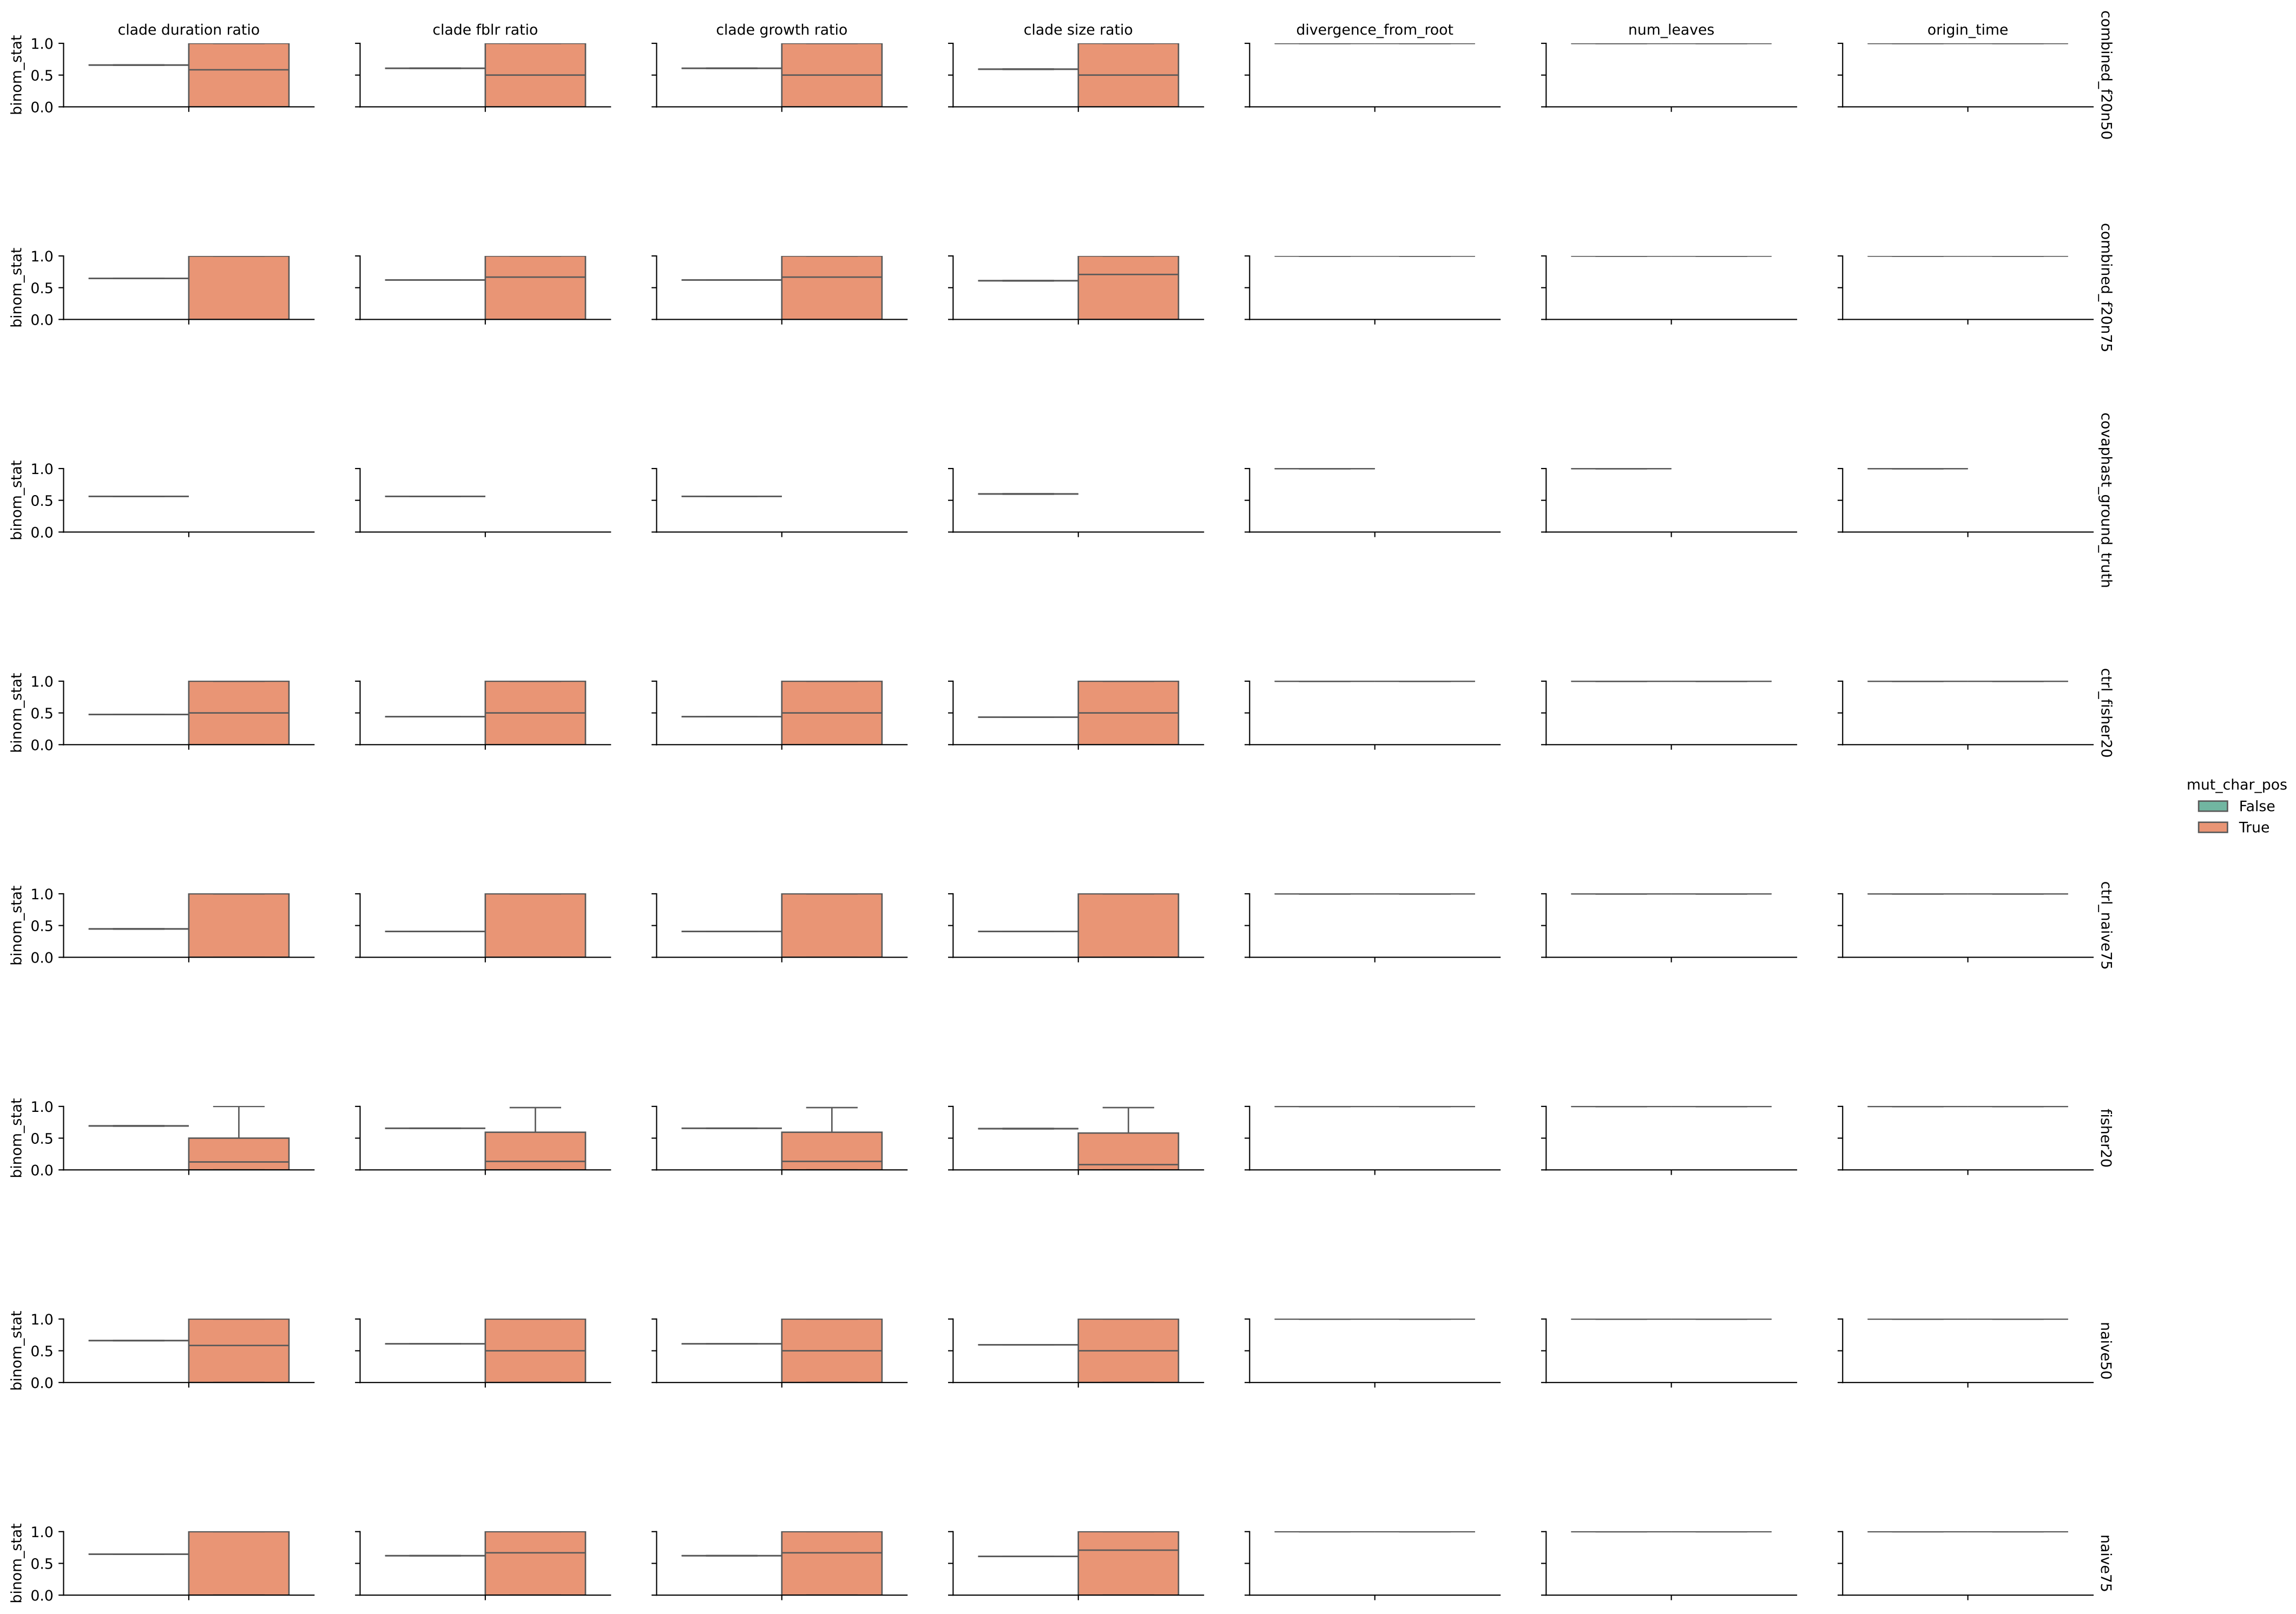 clade duration ratio
clade fblr ratio
clade growth ratio
clade size ratio
divergence_from_root
num_leaves
origin_time
binom_stat
1.0
0.5
0.0
combined_f20n50
binom_stat
1.0
0.5
0.0
combined_f20n75
binom_stat
1.0
0.5
0.0
covaphast_ground_truth
binom_stat
1.0
0.5
0.0
ctrl_fisher20
mut_char_pos
False
True
binom_stat
1.0
0.5
0.0
ctrl_naive75
binom_stat
1.0
0.5
0.0
fisher20
binom_stat
1.0
0.5
0.0
naive50
binom_stat
1.0
0.5
0.0
naive75